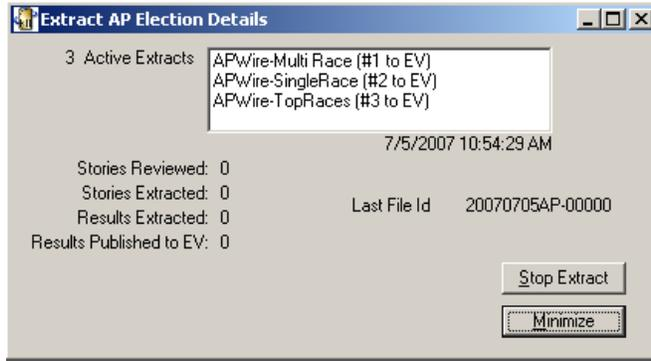 Extract AP Election Details
3 Active Extracts
APWire-Multi Race (#1 to EV)
APWire-SingleRace (#2 to EV)
APWire-TopRaces (#3 to EV)
7/5/2007 10:54:29 AM
Stories Reviewed: 0
Stories Extracted: 0
Results Extracted: 0
Results Published to EV: 0
Last File Id 20070705AP-00000
Stop Extract
Minimize